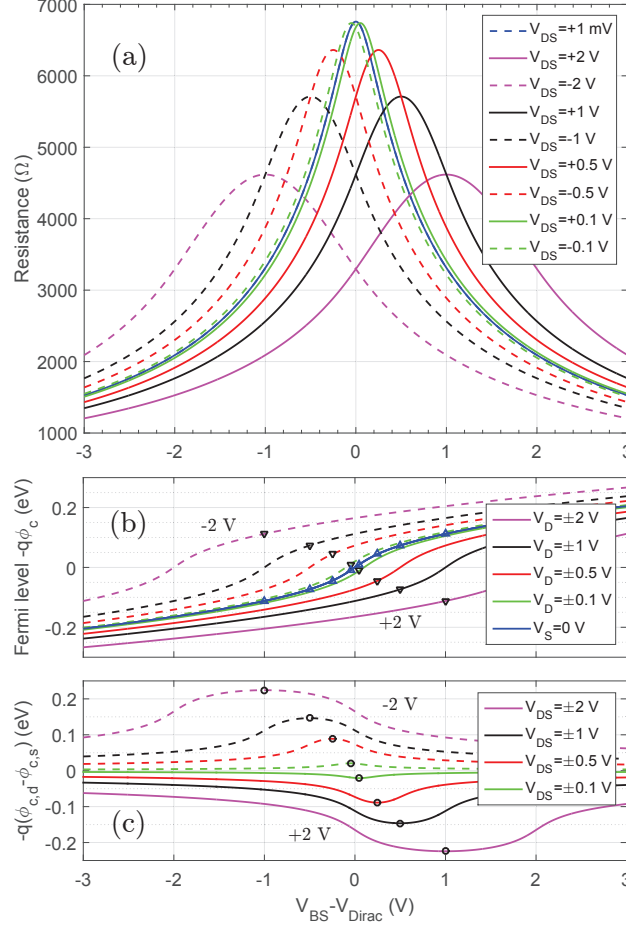 7000
6000
5000
4000
3000
2000
1000
Resistance (Ω)
(a)
V_DS=+1 mV
V_DS=+2 V
V_DS=-2 V
V_DS=+1 V
V_DS=-1 V
V_DS=+0.5 V
V_DS=-0.5 V
V_DS=+0.1 V
V_DS=-0.1 V
-3 -2 -1 0 1 2 3
0.2
0
-0.2
Fermi level -qϕ_c (eV)
(b)
-2 V
+2 V
V_D=±2 V
V_D=±1 V
V_D=±0.5 V
V_D=±0.1 V
V_S=0 V
0.2
0.1
0
-0.1
-0.2
-q(ϕ_c,d-ϕ_c,s) (eV)
(c)
-2 V
+2 V
V_DS=±2 V
V_DS=±1 V
V_DS=±0.5 V
V_DS=±0.1 V
-3 -2 -1 0 1 2 3
V_BS-V_Dirac (V)